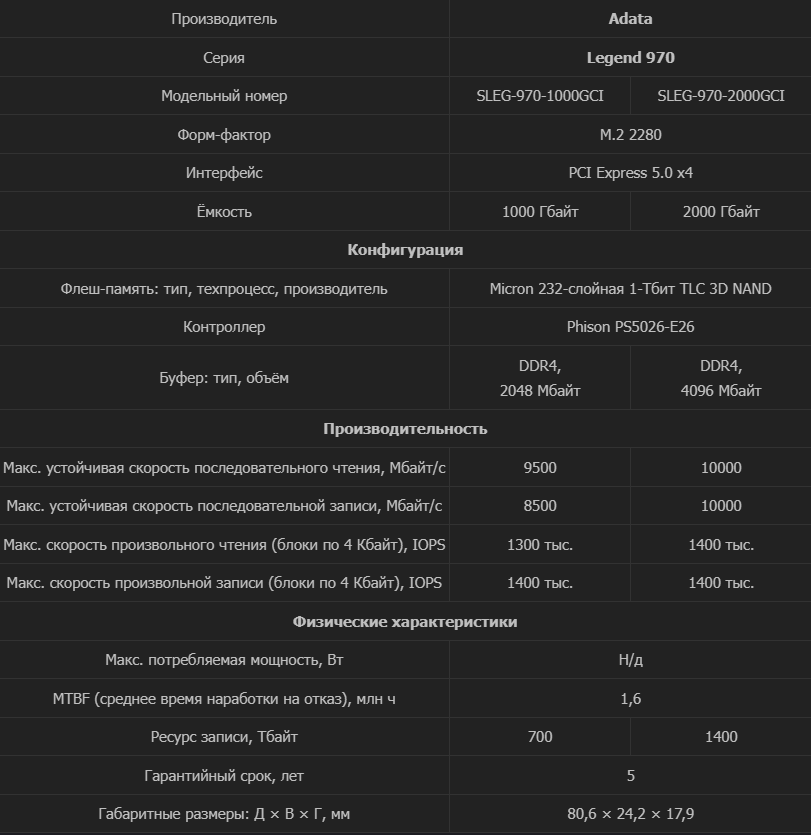 Производитель Adata
Серия Legend 970
Модельный номер SLEG-970-1000GCI SLEG-970-2000GCI
Форм-фактор M.2 2280
Интерфейс PCI Express 5.0 x4
Ёмкость 1000 Гбайт 2000 Гбайт
Конфигурация
Флеш-память: тип, техпроцесс, производитель Micron 232-слойная 1-Тбит TLC 3D NAND
Контроллер Phison PS5026-E26
Буфер: тип, объём DDR4, 2048 Мбайт DDR4, 4096 Мбайт
Производительность
Макс. устойчивая скорость последовательного чтения, Мбайт/с 9500 10000
Макс. устойчивая скорость последовательной записи, Мбайт/с 8500 10000
Макс. скорость произвольного чтения (блоки по 4 Кбайт), IOPS 1300 тыс. 1400 тыс.
Макс. скорость произвольной записи (блоки по 4 Кбайт), IOPS 1400 тыс. 1400 тыс.
Физические характеристики
Макс. потребляемая мощность, Вт Н/д
MTBF (среднее время наработки на отказ), млн ч 1,6
Ресурс записи, Тбайт 700 1400
Гарантийный срок, лет 5
Габаритные размеры: Д × В × Г, мм 80,6 × 24,2 × 17,9